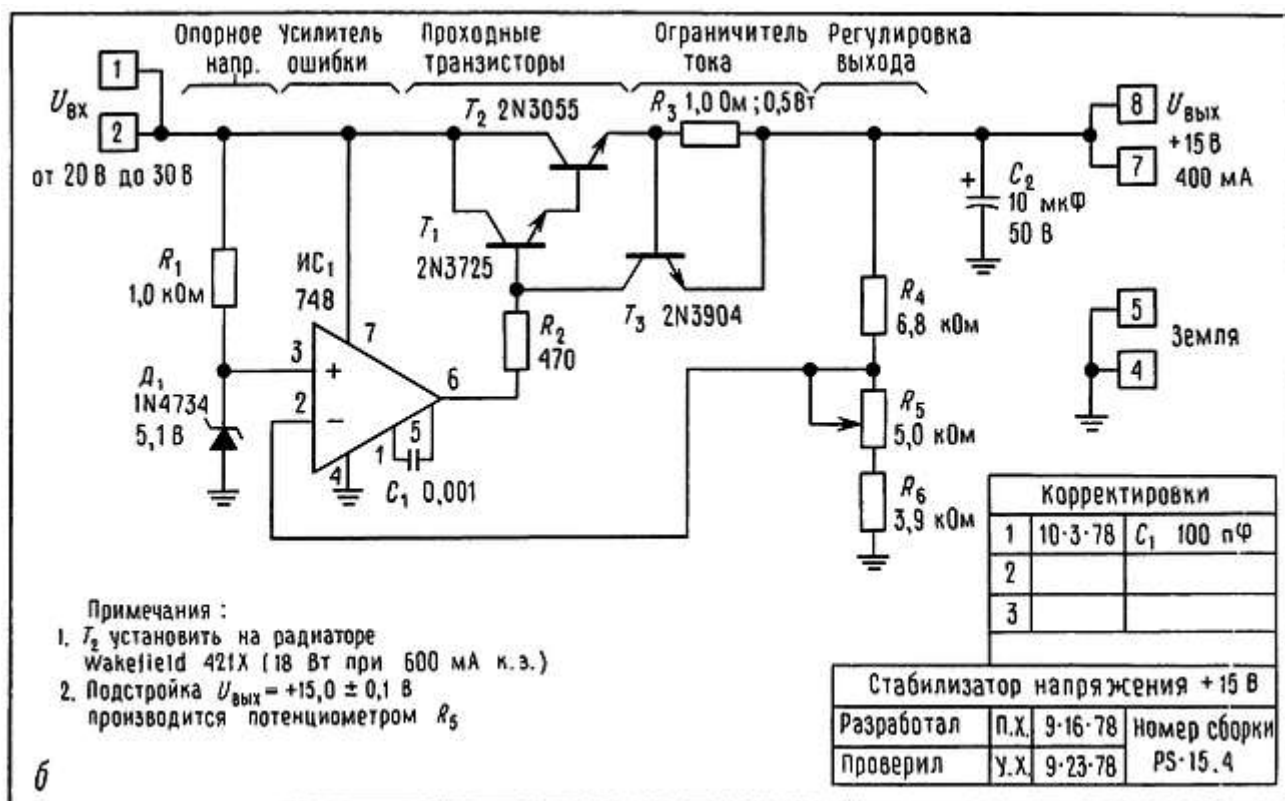 Опорное напр.
Усилитель ошибки
Проходные транзисторы
Ограничитель тока
Регулировка выхода
1
Uвх
2
от 20 В до 30 В
T2 2N3055
R3 1,0 Ом ; 0,5Вт
8
Uвых
+15 В
7
400 мА
+
C2
10 мкФ
50 В
T1
2N3725
R1
1,0 кОм
ИС1
748
7
3
+
2
−
6
5
1
4
C1 0,001
Д1
1N4734
5,1 В
R2
470
T3 2N3904
R4
6,8 кОм
5
Земля
4
R5
5,0 кОм
R6
3,9 кОм
Корректировки
1 10·3·78 C1 100 пФ
2
3
Примечания :
1. T2 установить на радиаторе
Wakefield 421X (18 Вт при 600 мА к.з.)
2. Подстройка Uвых = +15,0 ± 0,1 В
производится потенциометром R5
Стабилизатор напряжения +15 В
Разработал П.Х. 9·16·78 Номер сборки
Проверил У.Х. 9·23·78 PS-15.4
б